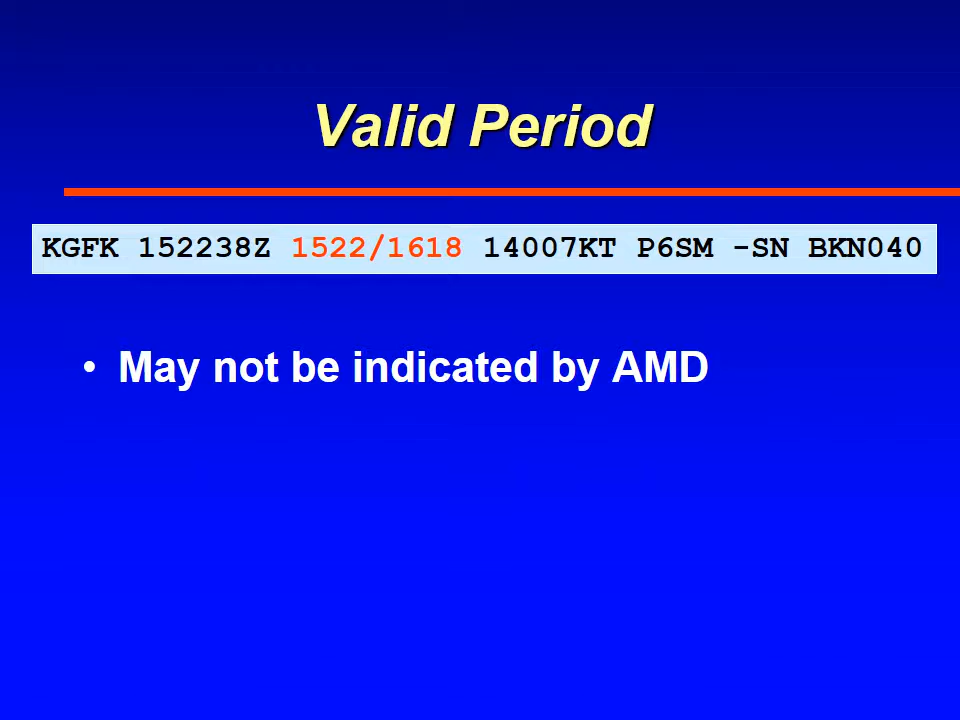 Valid Period
KGFK 152238Z 1522/1618 14007KT P6SM -SN BKN040
• May not be indicated by AMD